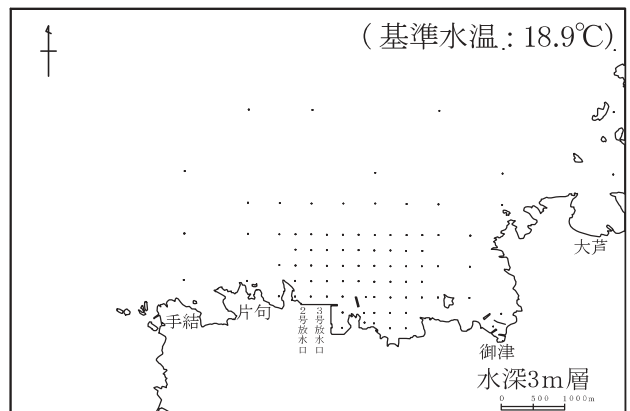 (基準水温:18.9℃)
大芦
手結
片句
2号放水口
3号放水口
御津
水深3m層
0 500 1000m